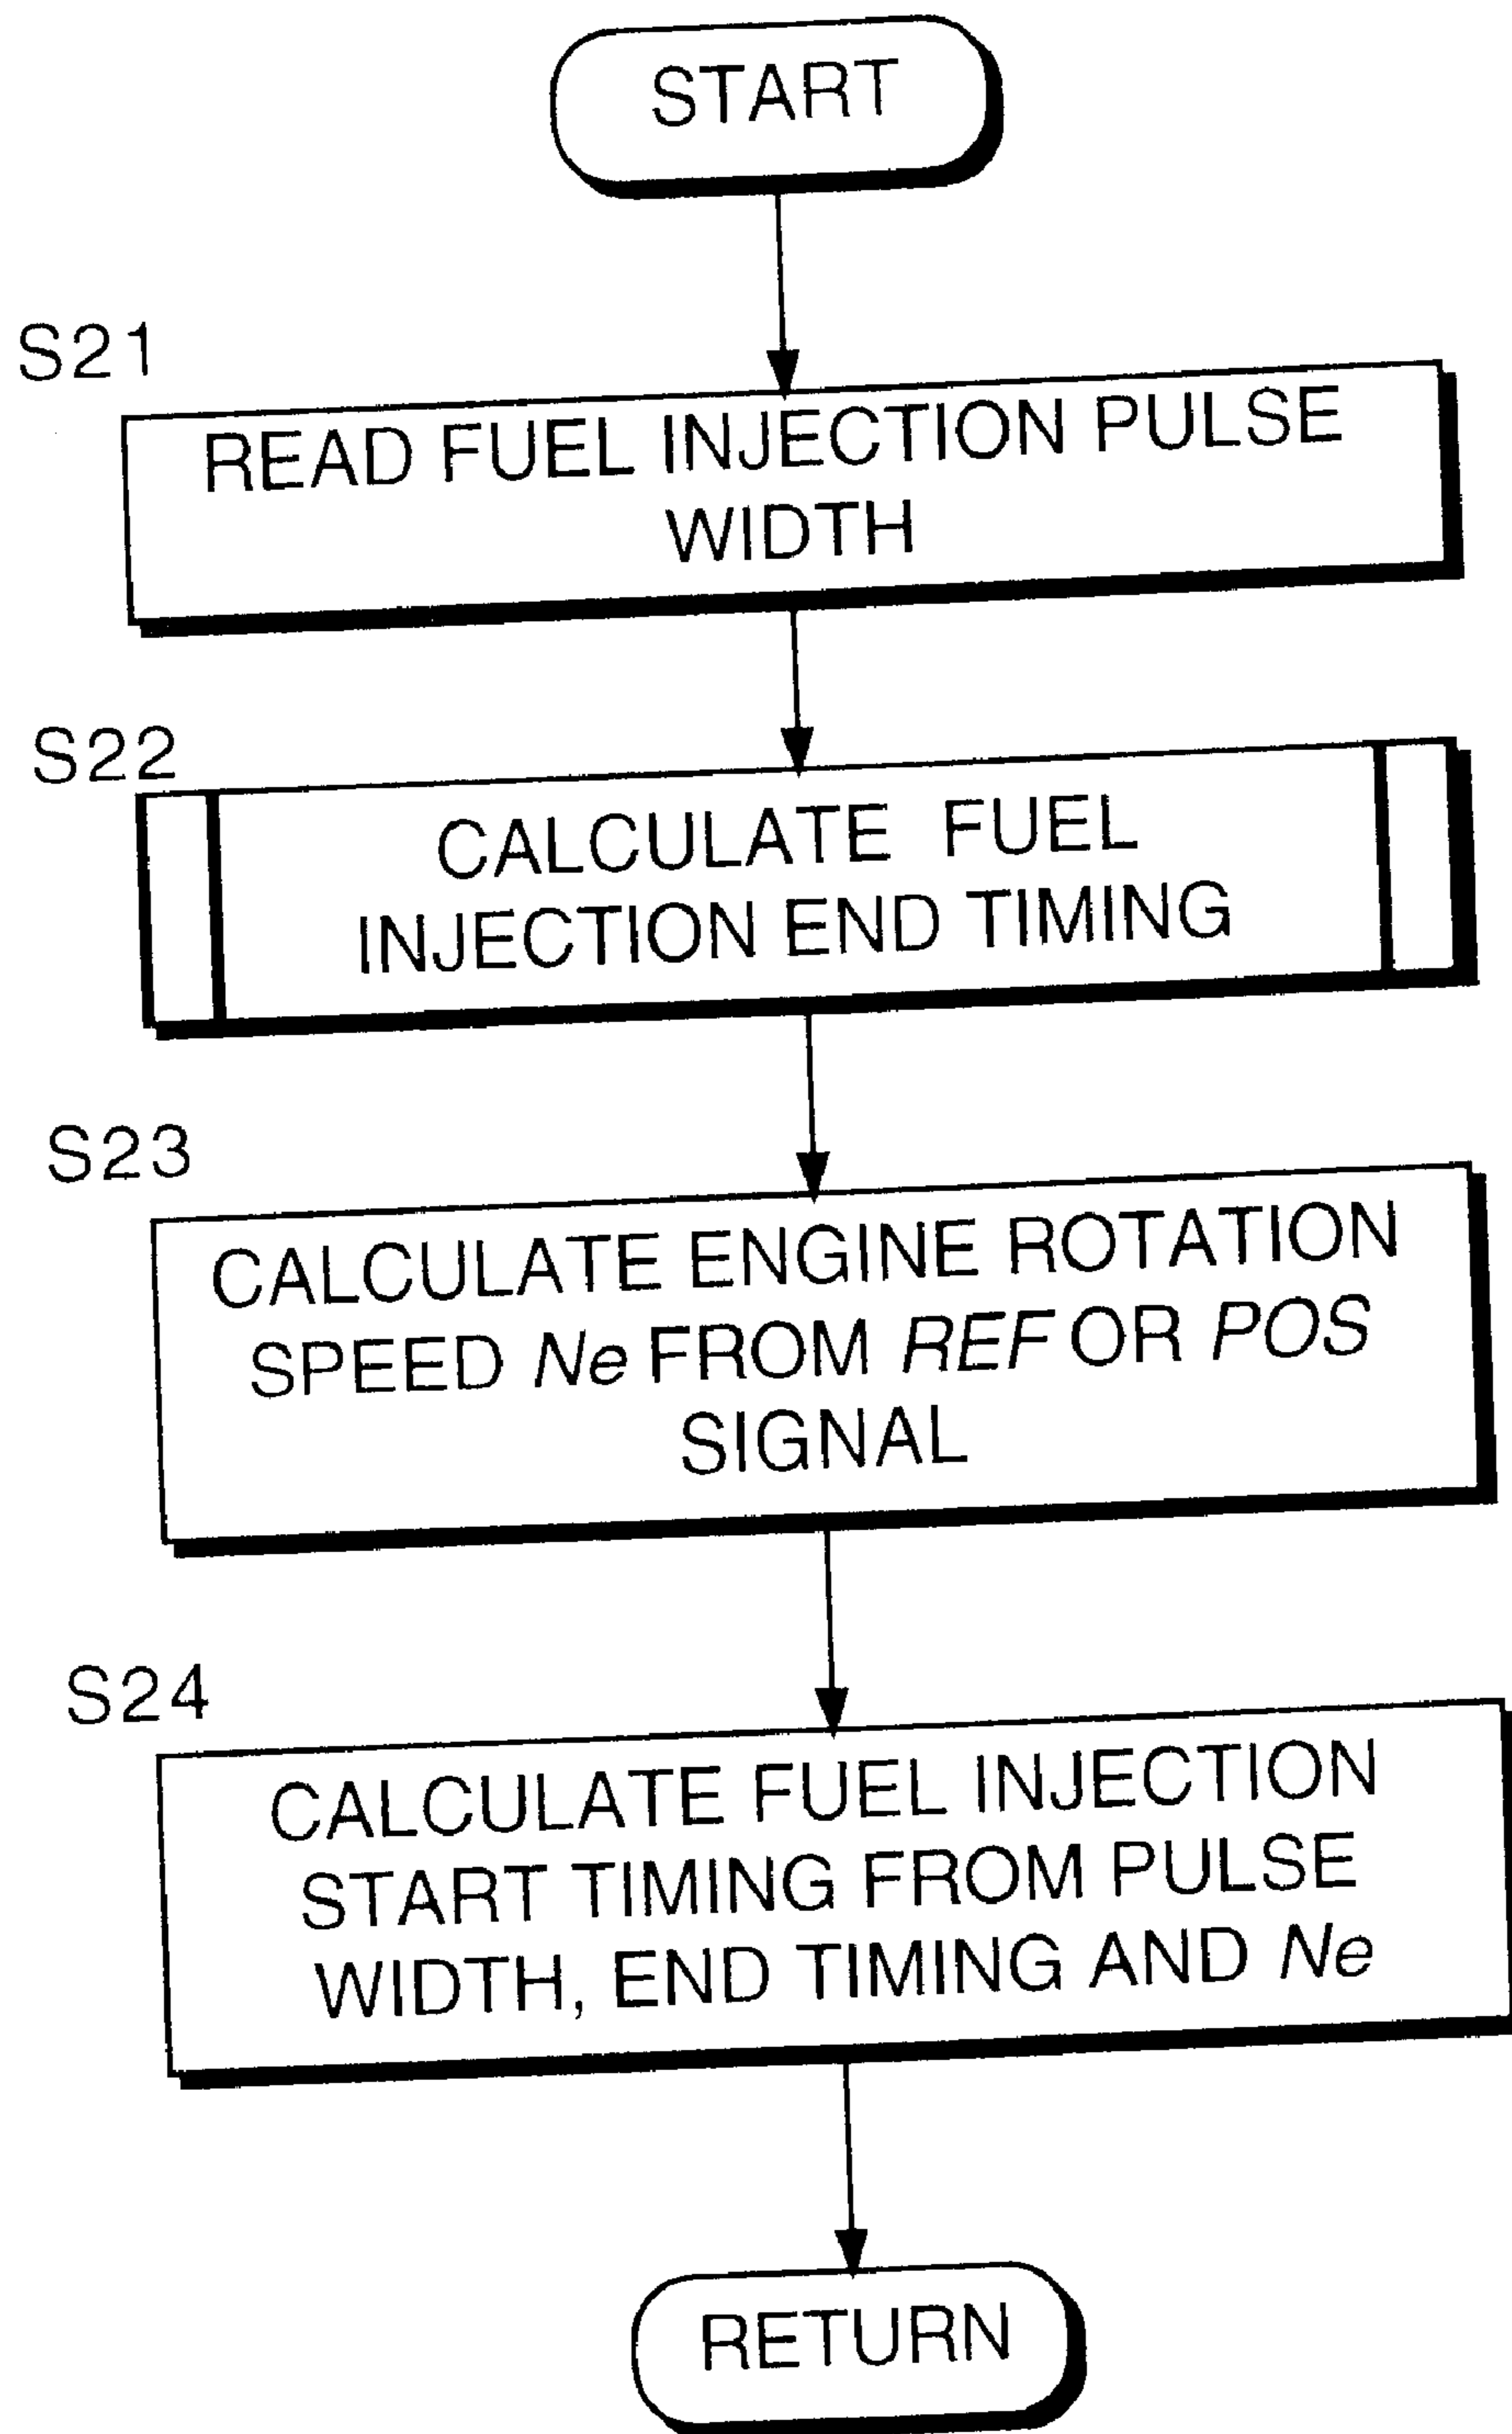 START
S21
READ FUEL INJECTION PULSE
WIDTH
S22
CALCULATE FUEL
INJECTION END TIMING
S23
CALCULATE ENGINE ROTATION
SPEED Ne FROM REF OR POS
SIGNAL
S24
CALCULATE FUEL INJECTION
START TIMING FROM PULSE
WIDTH, END TIMING AND Ne
RETURN